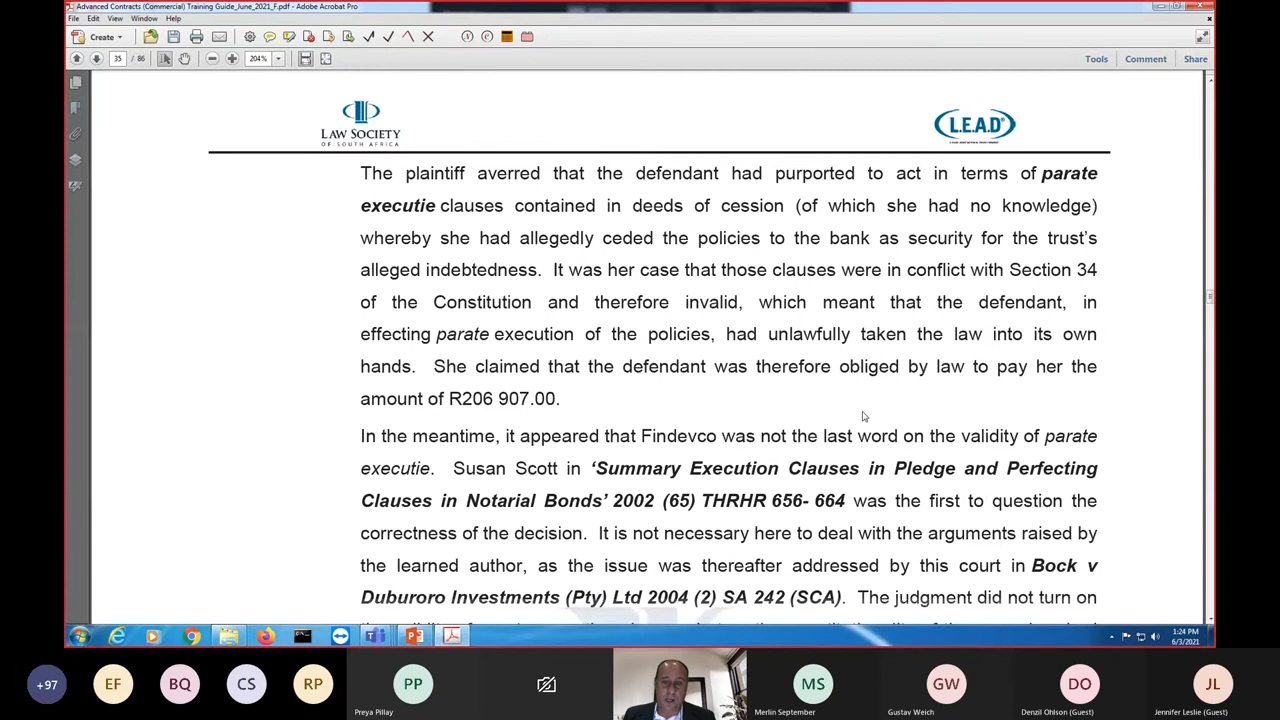 Advanced Contracts (Commercial) Training Guide_June_2021_F.pdf - Adobe Acrobat Pro
File Edit View Window Help
Create
35 / 86 204% Tools Comment Share
LAW SOCIETY
OF SOUTH AFRICA
L.E.A.D
The plaintiff averred that the defendant had purported to act in terms of parate
executie clauses contained in deeds of cession (of which she had no knowledge)
whereby she had allegedly ceded the policies to the bank as security for the trust's
alleged indebtedness. It was her case that those clauses were in conflict with Section 34
of the Constitution and therefore invalid, which meant that the defendant, in
effecting parate execution of the policies, had unlawfully taken the law into its own
hands. She claimed that the defendant was therefore obliged by law to pay her the
amount of R206 907.00.
In the meantime, it appeared that Findevco was not the last word on the validity of parate
executie. Susan Scott in 'Summary Execution Clauses in Pledge and Perfecting
Clauses in Notarial Bonds' 2002 (65) THRHR 656- 664 was the first to question the
correctness of the decision. It is not necessary here to deal with the arguments raised by
the learned author, as the issue was thereafter addressed by this court in Bock v
Duburoro Investments (Pty) Ltd 2004 (2) SA 242 (SCA). The judgment did not turn on
1:24 PM
6/3/2021
+97 EF BQ CS RP PP MS GW DO JL
Preya Pillay Merlin September Gustav Weich Denzil Ohlson (Guest) Jennifer Leslie (Guest)